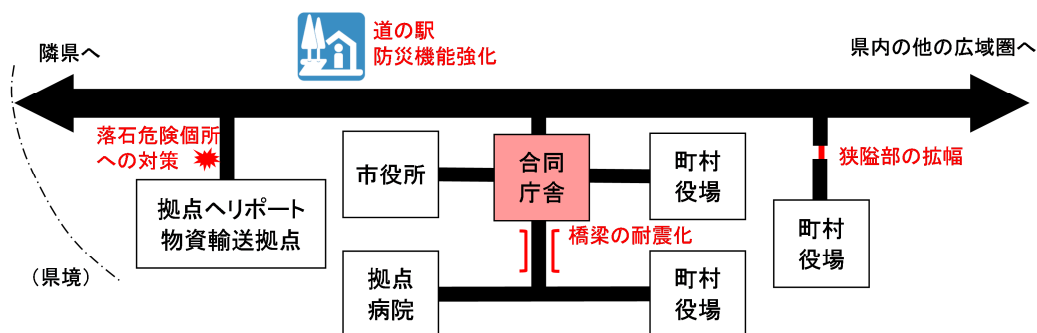 道の駅
防災機能強化
隣県へ
県内の他の広域圏へ
落石危険個所
への対策
市役所
合同
庁舎
町村
役場
狭隘部の拡幅
拠点ヘリポート
物資輸送拠点
橋梁の耐震化
町村
役場
(県境)
拠点
病院
町村
役場